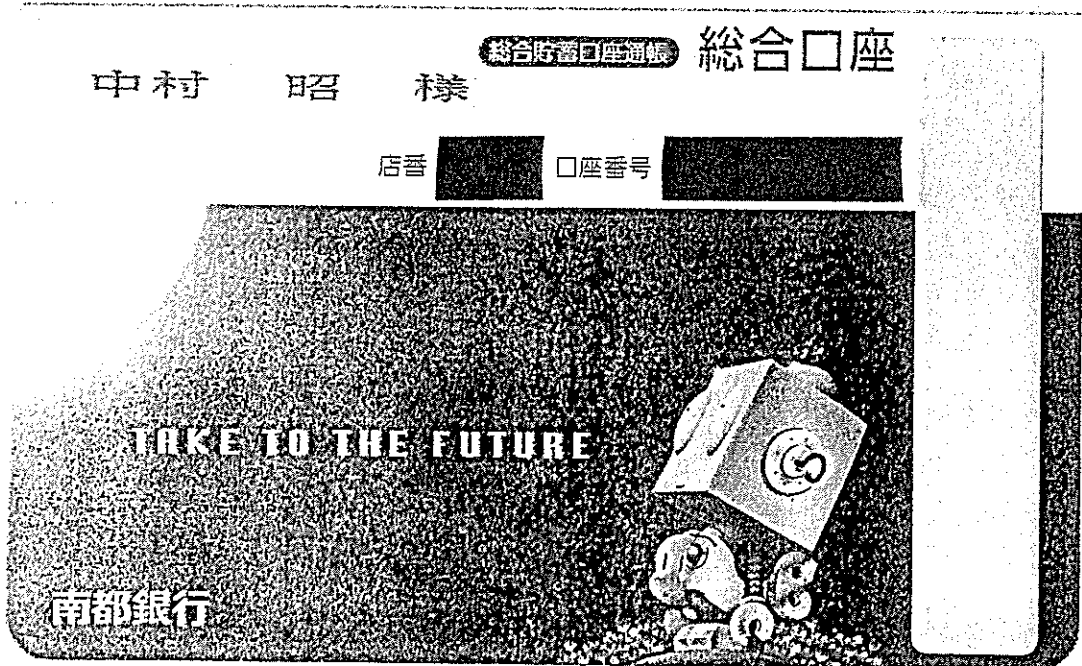 総合貯蓄口座通帳 総合口座
中村 昭 様
店番 口座番号
TAKE TO THE FUTURE
南都銀行